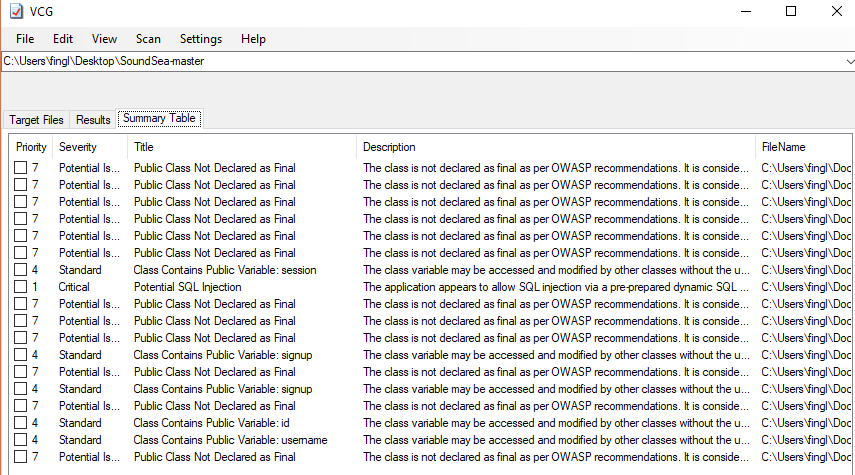 VCG
File Edit View Scan Settings Help
C:\Users\fingl\Desktop\SoundSea-master
Target Files Results Summary Table
Priority Severity Title Description FileName
7 Potential Is... Public Class Not Declared as Final The class is not declared as final as per OWASP recommendations. It is conside... C:\Users\fingl\Doc
7 Potential Is... Public Class Not Declared as Final The class is not declared as final as per OWASP recommendations. It is conside... C:\Users\fingl\Doc
7 Potential Is... Public Class Not Declared as Final The class is not declared as final as per OWASP recommendations. It is conside... C:\Users\fingl\Doc
7 Potential Is... Public Class Not Declared as Final The class is not declared as final as per OWASP recommendations. It is conside... C:\Users\fingl\Doc
7 Potential Is... Public Class Not Declared as Final The class is not declared as final as per OWASP recommendations. It is conside... C:\Users\fingl\Doc
7 Potential Is... Public Class Not Declared as Final The class is not declared as final as per OWASP recommendations. It is conside... C:\Users\fingl\Doc
4 Standard Class Contains Public Variable: session The class variable may be accessed and modified by other classes without the u... C:\Users\fingl\Doc
1 Critical Potential SQL Injection The application appears to allow SQL injection via a pre-prepared dynamic SQL ... C:\Users\fingl\Doc
7 Potential Is... Public Class Not Declared as Final The class is not declared as final as per OWASP recommendations. It is conside... C:\Users\fingl\Doc
7 Potential Is... Public Class Not Declared as Final The class is not declared as final as per OWASP recommendations. It is conside... C:\Users\fingl\Doc
7 Potential Is... Public Class Not Declared as Final The class is not declared as final as per OWASP recommendations. It is conside... C:\Users\fingl\Doc
4 Standard Class Contains Public Variable: signup The class variable may be accessed and modified by other classes without the u... C:\Users\fingl\Doc
7 Potential Is... Public Class Not Declared as Final The class is not declared as final as per OWASP recommendations. It is conside... C:\Users\fingl\Doc
4 Standard Class Contains Public Variable: signup The class variable may be accessed and modified by other classes without the u... C:\Users\fingl\Doc
7 Potential Is... Public Class Not Declared as Final The class is not declared as final as per OWASP recommendations. It is conside... C:\Users\fingl\Doc
4 Standard Class Contains Public Variable: id The class variable may be accessed and modified by other classes without the u... C:\Users\fingl\Doc
4 Standard Class Contains Public Variable: username The class variable may be accessed and modified by other classes without the u... C:\Users\fingl\Doc
7 Potential Is... Public Class Not Declared as Final The class is not declared as final as per OWASP recommendations. It is conside... C:\Users\fingl\Doc